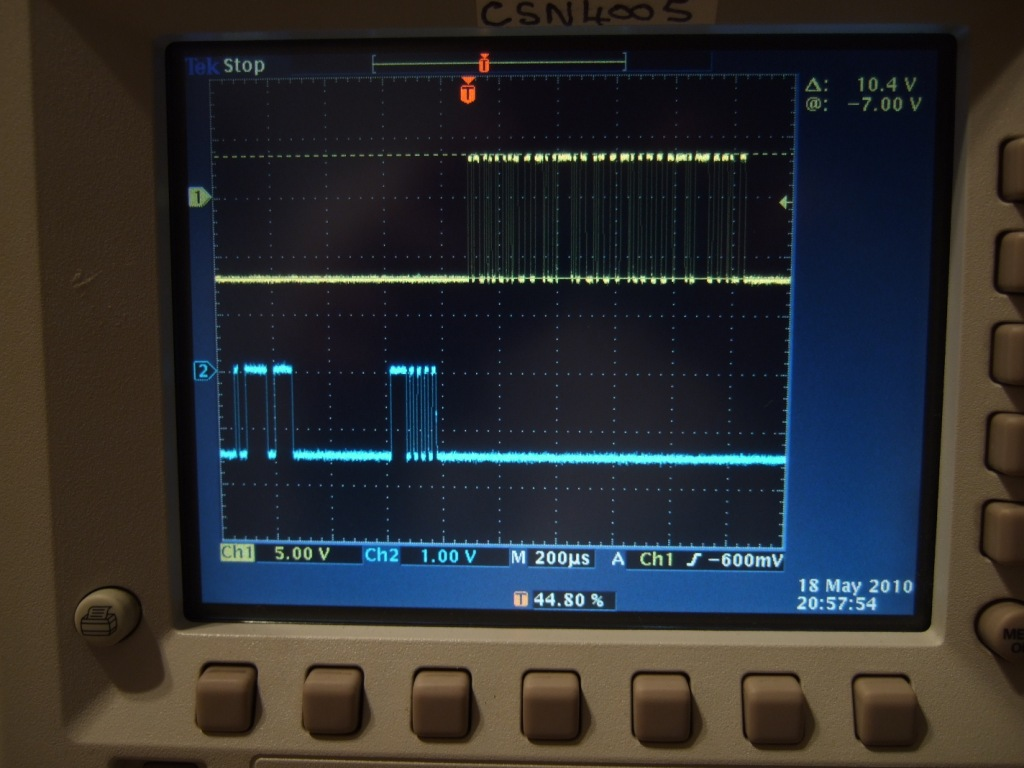 CSN4005
Tek Stop
T
T
Δ: 10.4 V
@: -7.00 V
1
2
Ch1 5.00 V Ch2 1.00 V M 200µs A Ch1 -600mV
T 44.80 %
18 May 2010
20:57:54